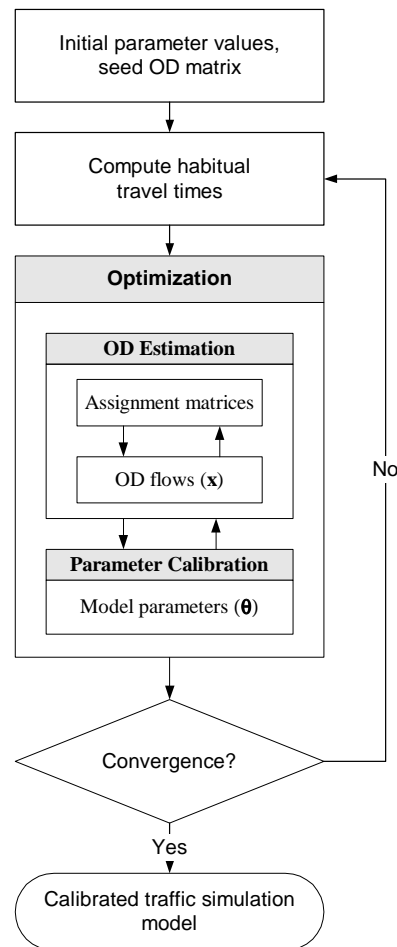 Initial parameter values,
seed OD matrix
Compute habitual
travel times
Optimization
OD Estimation
Assignment matrices
OD flows (x)
Parameter Calibration
Model parameters (θ)
No
Convergence?
Yes
Calibrated traffic simulation
model